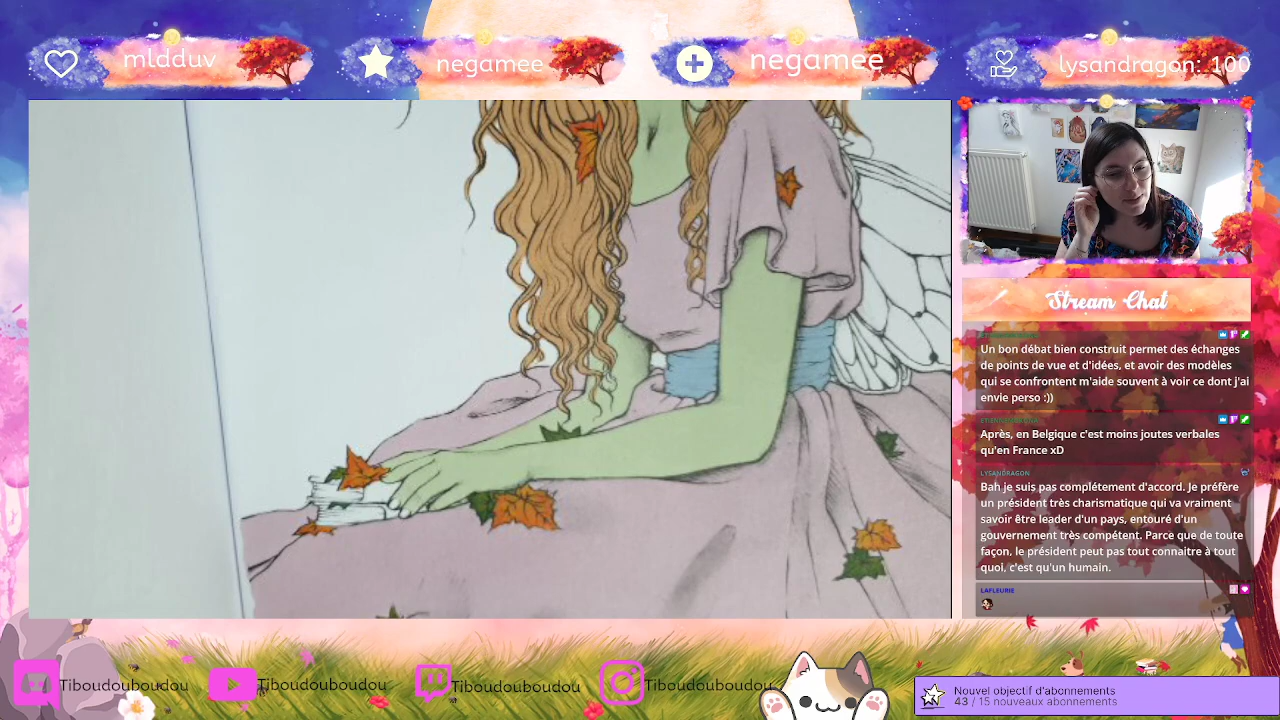 mldduv
negamee
negamee
lysandragon: 100
Stream Chat
Un bon débat bien construit permet des échanges
de points de vue et d'idées, et avoir des modèles
qui se confrontent m'aide souvent à voir ce dont j'ai
envie perso :))
Après, en Belgique c'est moins joutes verbales
qu'en France xD
LYSANDRAGON
Bah je suis pas complétement d'accord. Je préfère
un président très charismatique qui va vraiment
savoir être leader d'un pays, entouré d'un
gouvernement très compétent. Parce que de toute
façon, le président peut pas tout connaitre à tout
quoi, c'est qu'un humain.
LAFLEURIE
Tiboudouboudou
Tiboudouboudou
Tiboudouboudou
Tiboudouboudou
Nouvel objectif d'abonnements
43 / 15 nouveaux abonnements